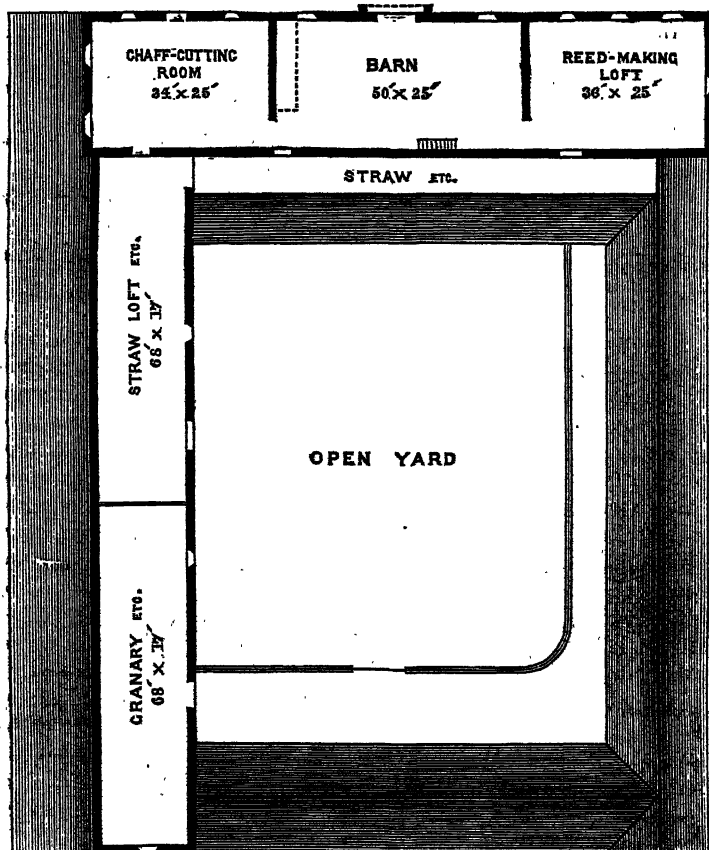 CHAFF-CUTTING
ROOM
34′ × 25′
BARN
50′ × 25′
REED-MAKING
LOFT
36′ × 25′
STRAW ETC.
STRAW LOFT ETC.
68′ × 17′
OPEN YARD
GRANARY ETC.
68′ × 17′